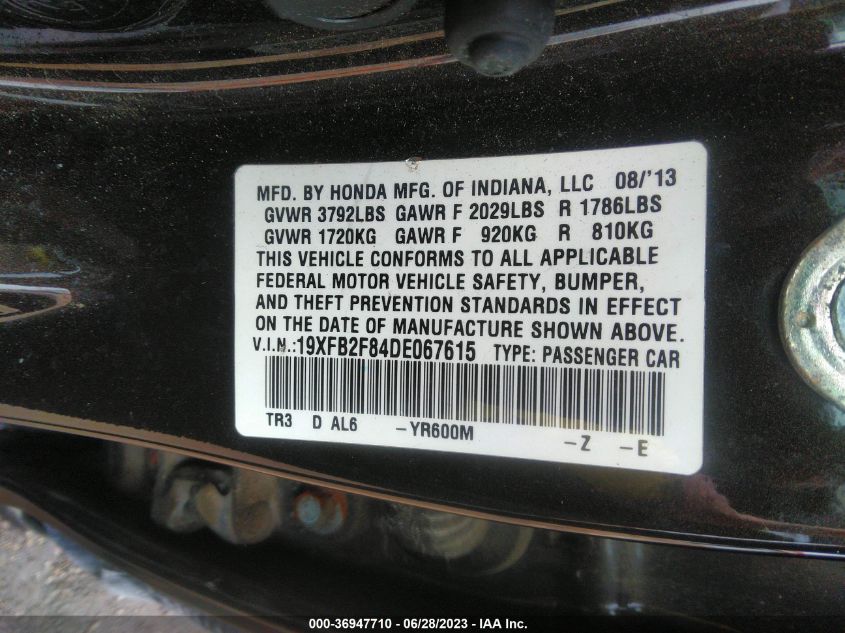 MFD. BY HONDA MFG. OF INDIANA, LLC 08/'13
GVWR 3792LBS GAWR F 2029LBS R 1786LBS
GVWR 1720KG GAWR F 920KG R 810KG
THIS VEHICLE CONFORMS TO ALL APPLICABLE
FEDERAL MOTOR VEHICLE SAFETY, BUMPER,
AND THEFT PREVENTION STANDARDS IN EFFECT
ON THE DATE OF MANUFACTURE SHOWN ABOVE.
V.I.N.:19XFB2F84DE067615 TYPE: PASSENGER CAR
TR3 D AL6 -YR600M -Z -E
000-36947710 - 06/28/2023 - IAA Inc.